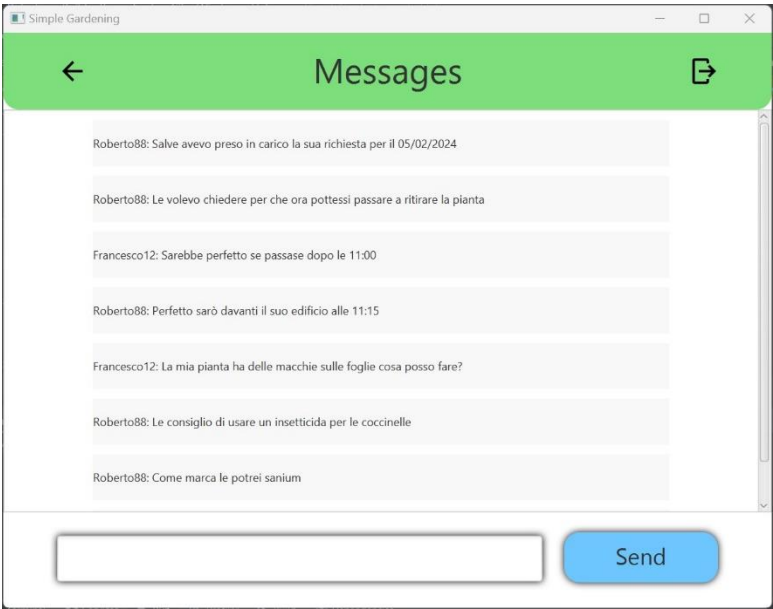 Simple Gardening
Messages
Roberto88: Salve avevo preso in carico la sua richiesta per il 05/02/2024
Roberto88: Le volevo chiedere per che ora pottessi passare a ritirare la pianta
Francesco12: Sarebbe perfetto se passase dopo le 11:00
Roberto88: Perfetto sarò davanti il suo edificio alle 11:15
Francesco12: La mia pianta ha delle macchie sulle foglie cosa posso fare?
Roberto88: Le consiglio di usare un insetticida per le coccinelle
Roberto88: Come marca le potrei sanium
Send